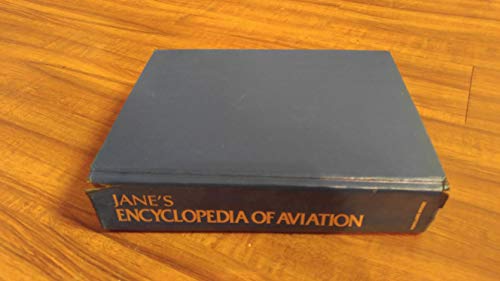 JANE'S
ENCYCLOPEDIA OF AVIATION